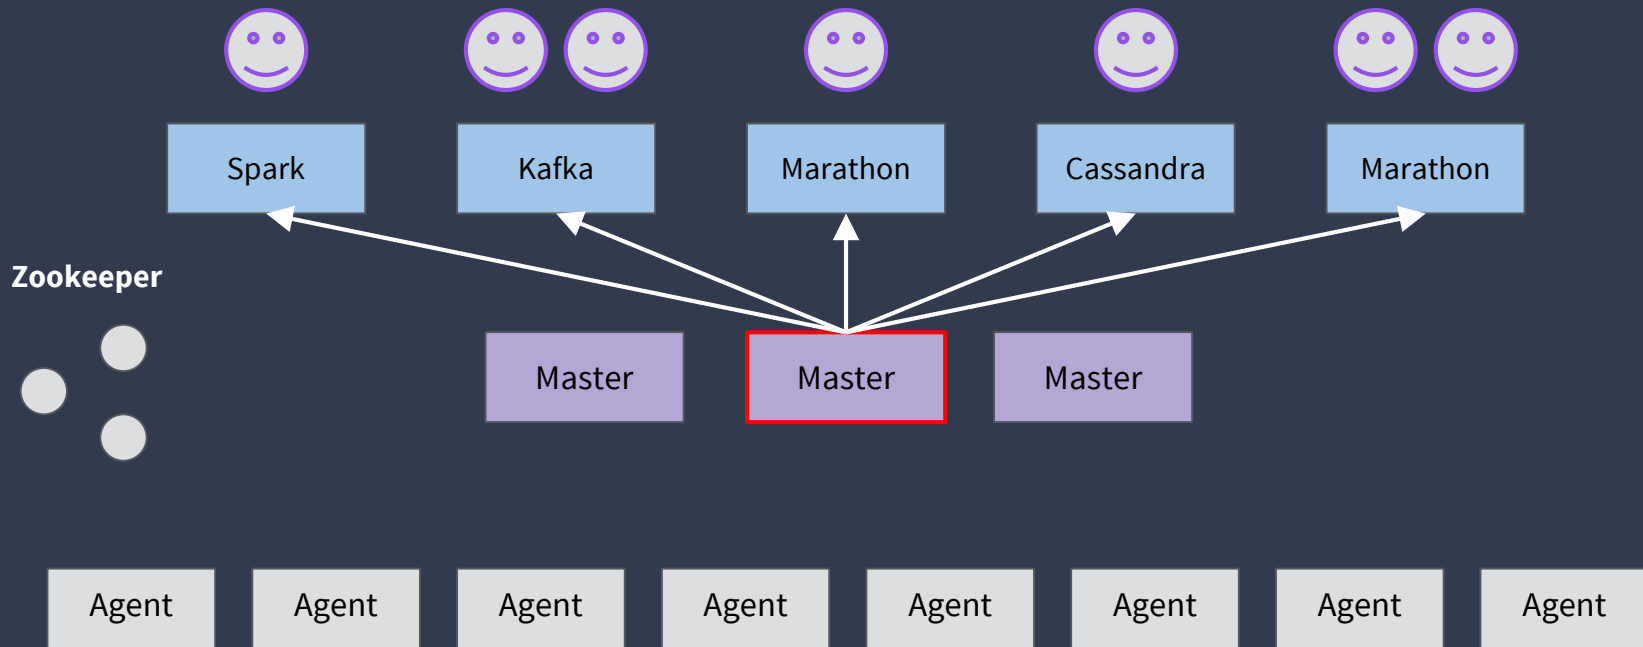 Spark
Kafka
Marathon
Cassandra
Marathon
Zookeeper
Master
Master
Master
Agent
Agent
Agent
Agent
Agent
Agent
Agent
Agent